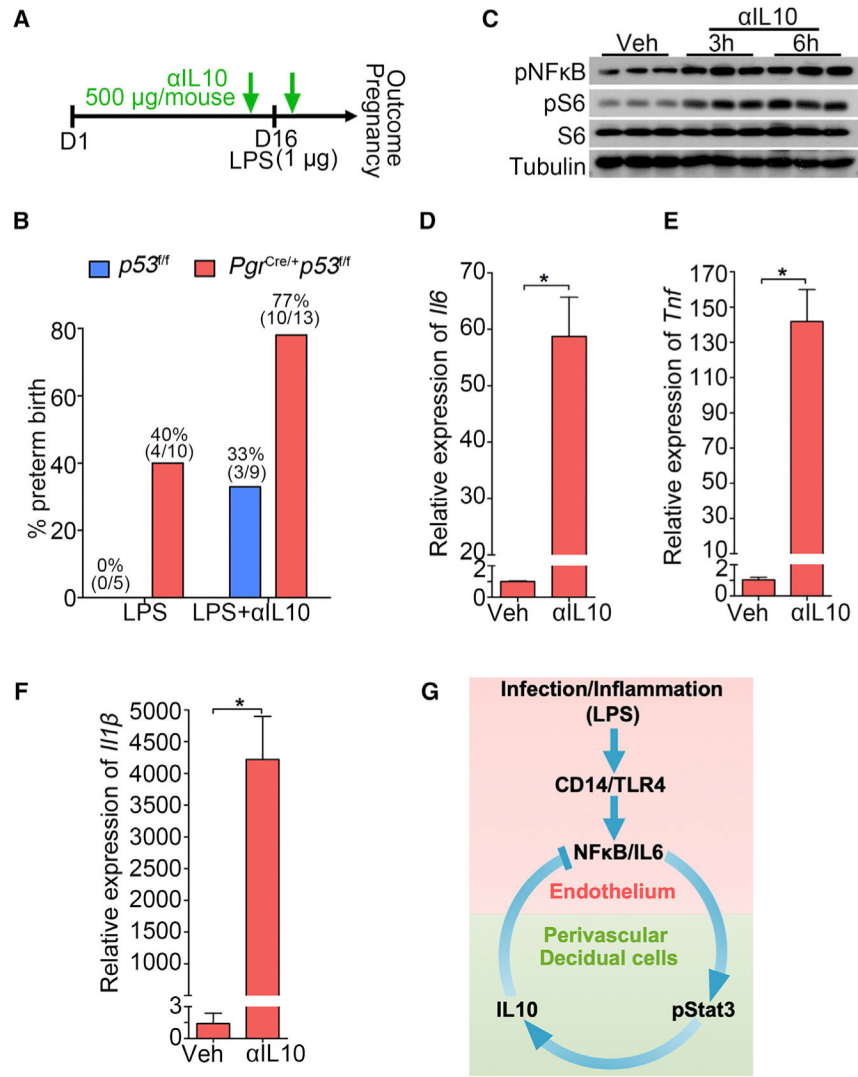 A
αIL10
500 µg/mouse
D1
D16
LPS(1 µg)
Outcome
Pregnancy
B
p53f/f
PgrCre/+p53f/f
% preterm birth
80
60
40
20
0
0%
(0/5)
40%
(4/10)
33%
(3/9)
77%
(10/13)
LPS
LPS+αIL10
C
αIL10
Veh
3h
6h
pNFκB
pS6
S6
Tubulin
D
Relative expression of Il6
70
60
50
40
30
20
2
0
*
Veh
αIL10
E
Relative expression of Tnf
170
150
130
110
90
70
50
30
10
2
0
*
Veh
αIL10
F
Relative expression of Il1β
5000
4500
4000
3500
3000
2500
2000
1500
1000
3
0
*
Veh
αIL10
G
Infection/Inflammation
(LPS)
CD14/TLR4
NFκB/IL6
Endothelium
Perivascular
Decidual cells
IL10
pStat3